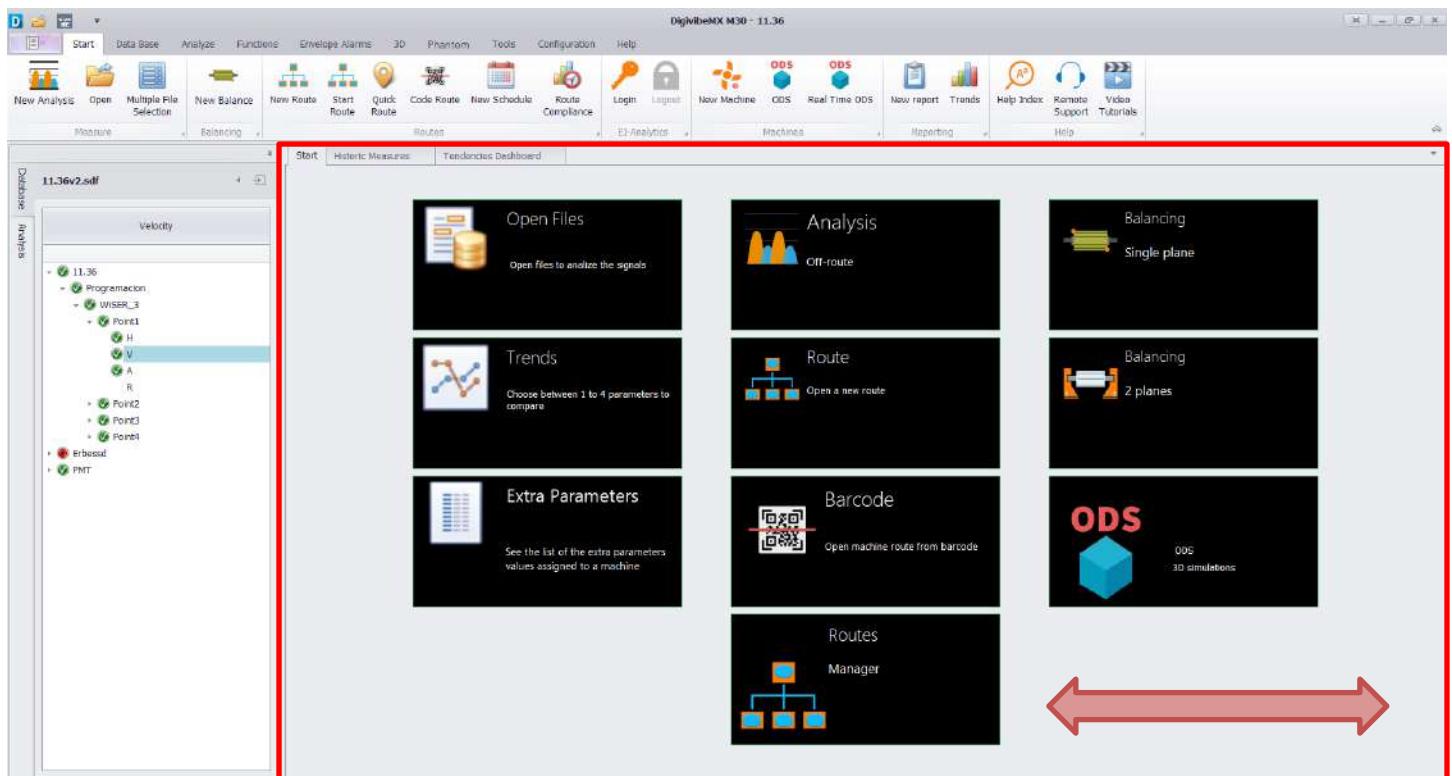 DigivibeMX M30 - 11.36
Start Data Base Analyze Functions Envelope Alarms 3D Phantom Tools Configuration Help
New Analysis Open Multiple File Selection New Balance New Route Start Route Quick Route Code Route New Schedule Route Compliance Login Logout New Machine ODS Real Time ODS New report Trends Help Index Remote Support Video Tutorials
Measure Balancing Routes EI-Analytics Machines Reporting Help
Start Historic Measures Tendencies Dashboard
Database
Analysis
11.36v2.sdf
Velocity
11.36
Programacion
WISER_3
Point1
H
V
A
R
Point2
Point3
Point4
Erbessd
PMT
Open Files
Open files to analize the signals
Analysis
Off-route
Balancing
Single plane
Trends
Choose between 1 to 4 parameters to
compare
Route
Open a new route
Balancing
2 planes
Extra Parameters
See the list of the extra parameters
values assigned to a machine
Barcode
Open machine route from barcode
ODS
ODS
3D simulations
Routes
Manager